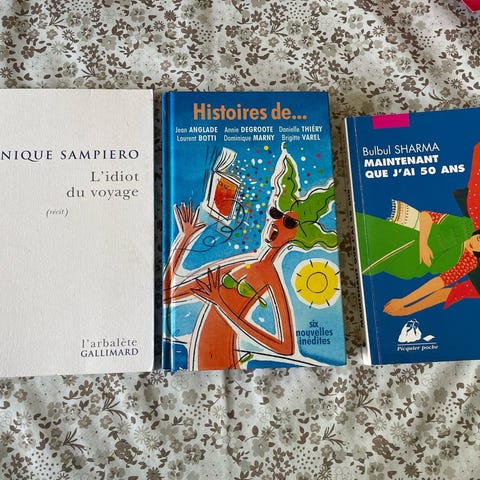 NIQUE SAMPIERO
L'idiot
du voyage
(récit)
l'arbalète
GALLIMARD
Histoires de...
Jean ANGLADE Annie DEGROOTE Danielle THIÉRY
Laurent BOTTI Dominique MARNY Brigitte VAREL
six
nouvelles
inédites
Bulbul SHARMA
MAINTENANT
QUE J'AI 50 ANS
Picquier poche